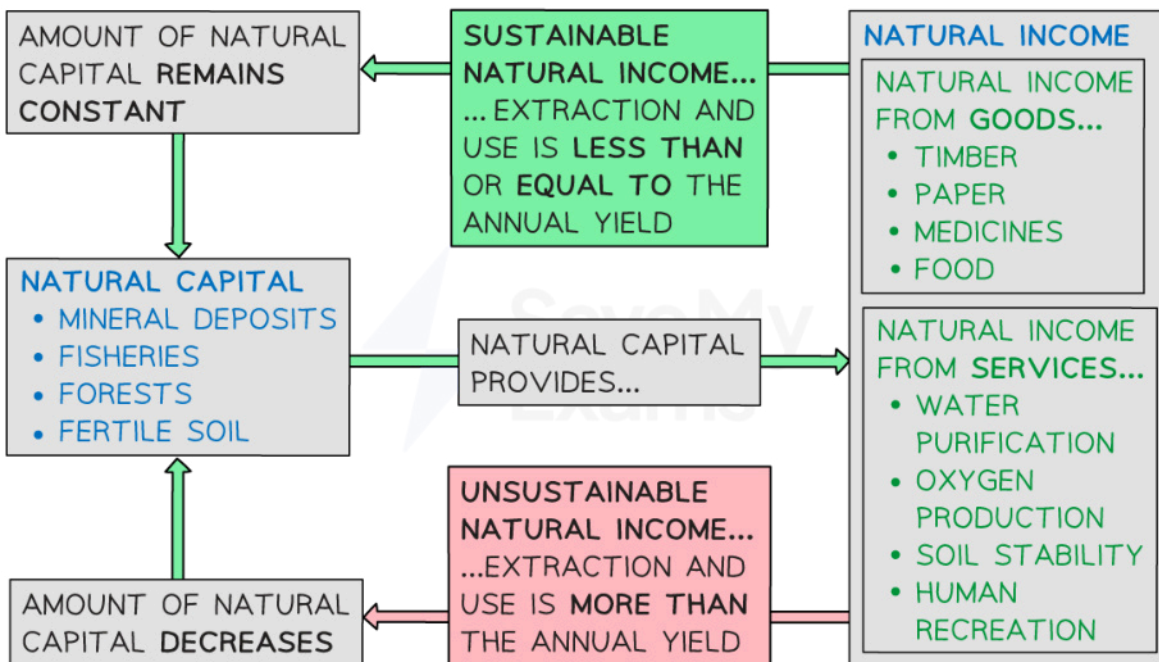 AMOUNT OF NATURAL
CAPITAL REMAINS
CONSTANT
SUSTAINABLE
NATURAL INCOME...
... EXTRACTION AND
USE IS LESS THAN
OR EQUAL TO THE
ANNUAL YIELD
NATURAL INCOME
NATURAL INCOME
FROM GOODS...
• TIMBER
• PAPER
• MEDICINES
• FOOD
NATURAL CAPITAL
• MINERAL DEPOSITS
• FISHERIES
• FORESTS
• FERTILE SOIL
Save My
Exams
NATURAL CAPITAL
PROVIDES...
NATURAL INCOME
FROM SERVICES...
• WATER
PURIFICATION
• OXYGEN
PRODUCTION
• SOIL STABILITY
• HUMAN
RECREATION
UNSUSTAINABLE
NATURAL INCOME...
...EXTRACTION AND
USE IS MORE THAN
THE ANNUAL YIELD
AMOUNT OF NATURAL
CAPITAL DECREASES